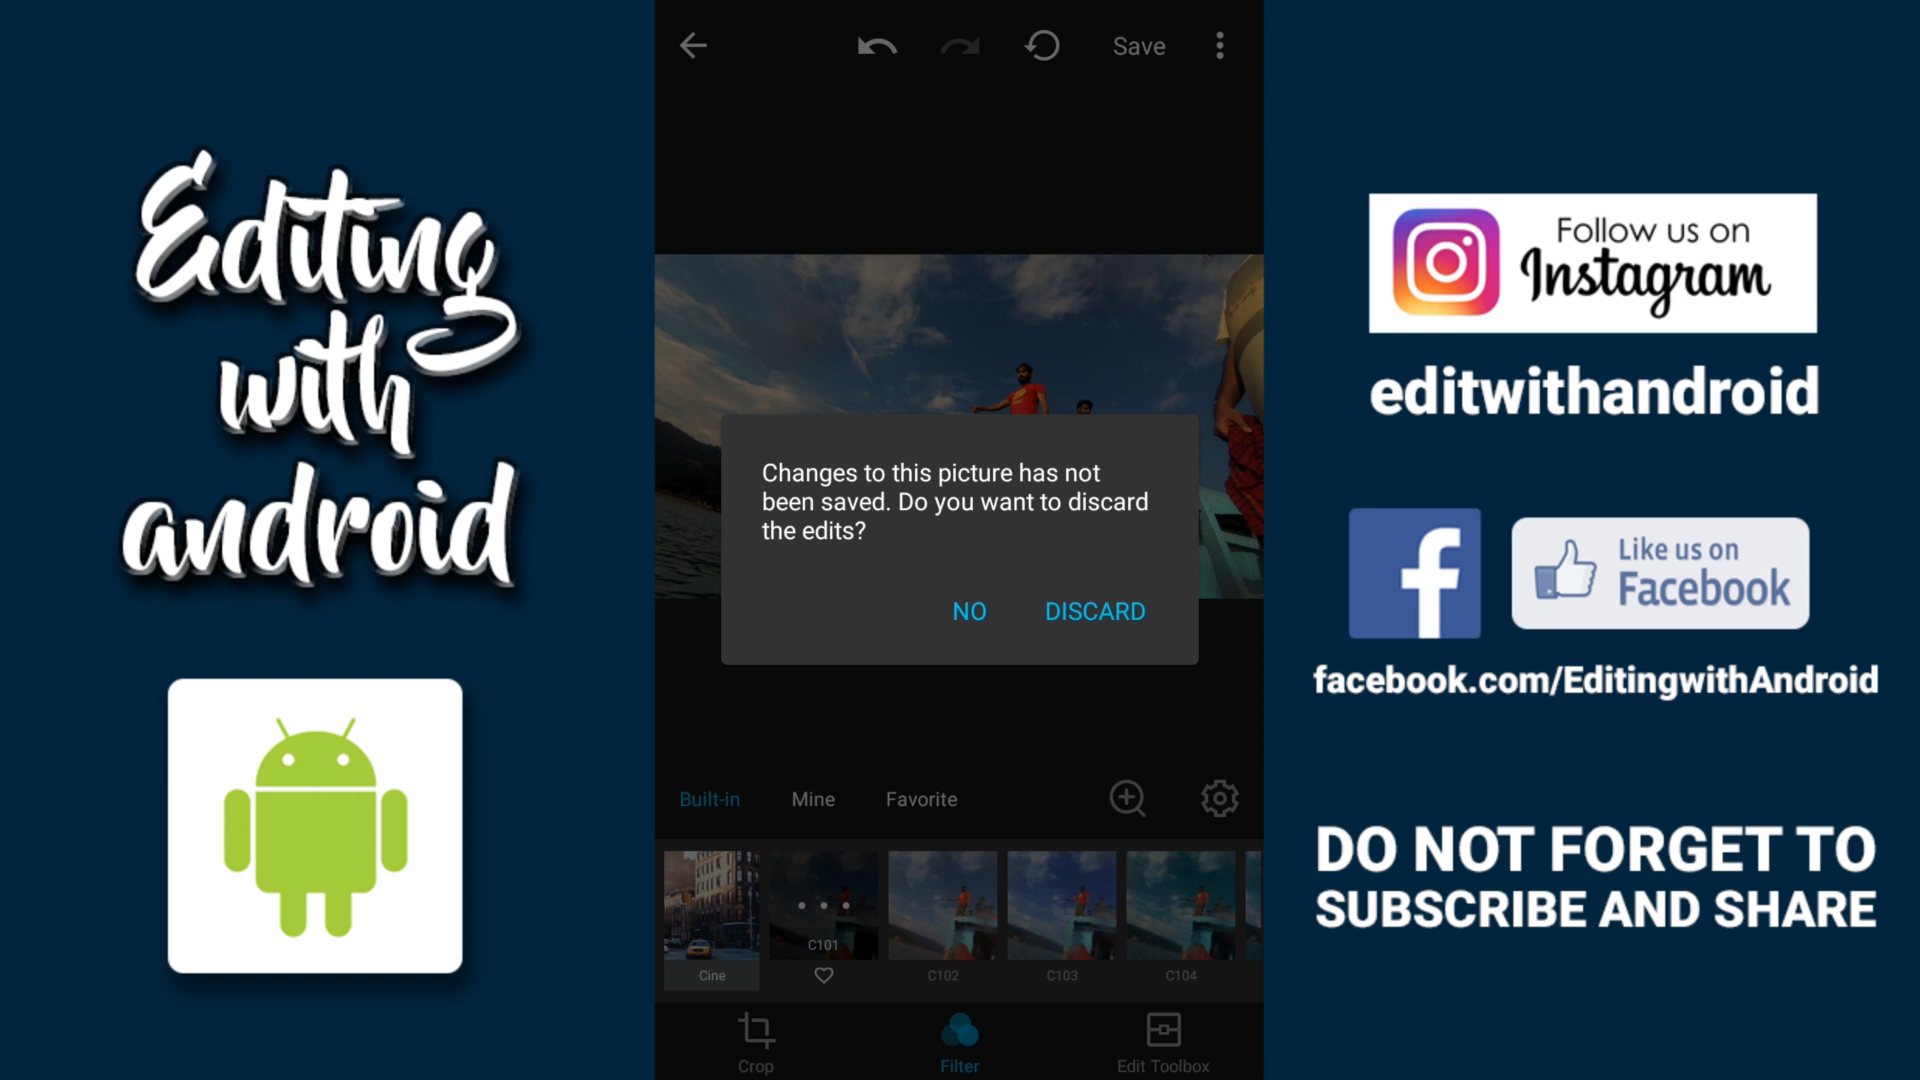 Editing
with
android
Save
Changes to this picture has not
been saved. Do you want to discard
the edits?
NO DISCARD
Built-in Mine Favorite
C101
Cine C102 C103 C104
Crop Filter Edit Toolbox
Follow us on
Instagram
editwithandroid
f
Like us on
Facebook
facebook.com/EditingwithAndroid
DO NOT FORGET TO
SUBSCRIBE AND SHARE